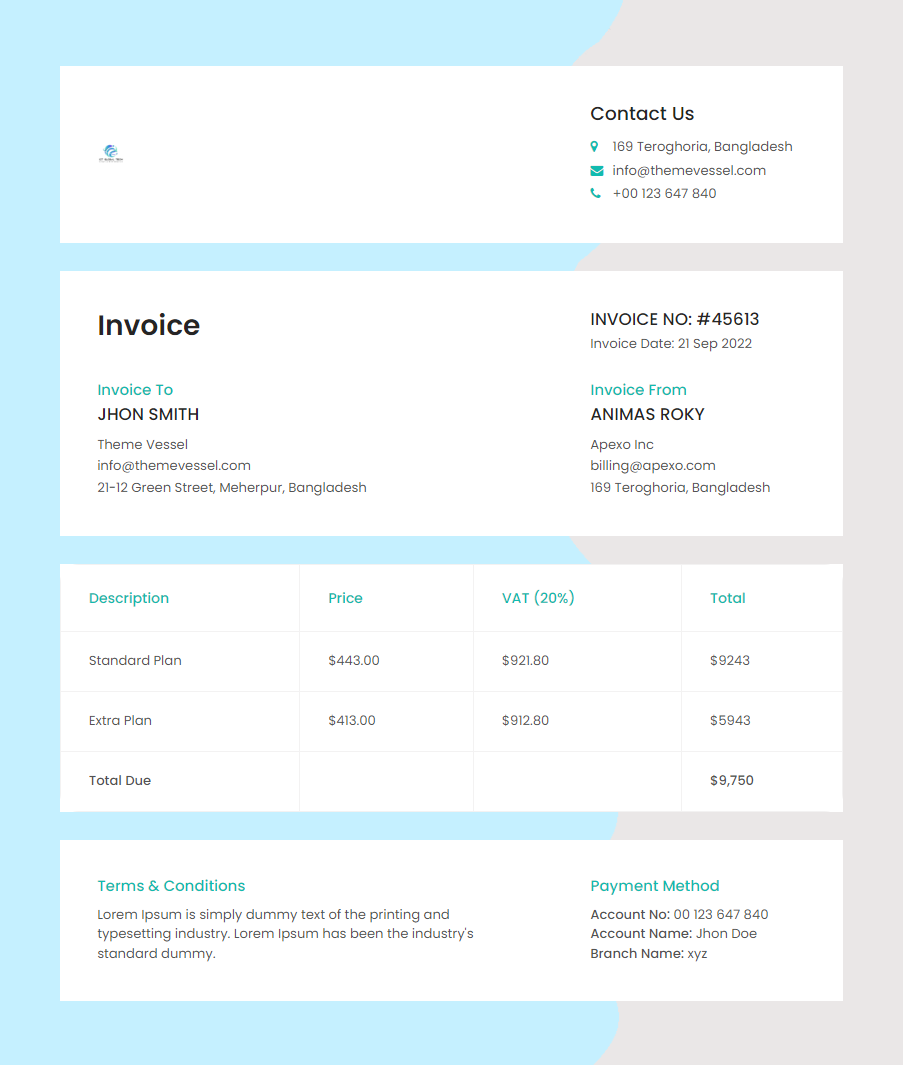 Contact Us
169 Teroghoria, Bangladesh
info@themevessel.com
+00 123 647 840
Invoice
INVOICE NO: #45613
Invoice Date: 21 Sep 2022
Invoice To
JHON SMITH
Theme Vessel
info@themevessel.com
21-12 Green Street, Meherpur, Bangladesh
Invoice From
ANIMAS ROKY
Apexo Inc
billing@apexo.com
169 Teroghoria, Bangladesh
Description Price VAT (20%) Total
Standard Plan $443.00 $921.80 $9243
Extra Plan $413.00 $912.80 $5943
Total Due $9,750
Terms & Conditions
Lorem Ipsum is simply dummy text of the printing and
typesetting industry. Lorem Ipsum has been the industry's
standard dummy.
Payment Method
Account No: 00 123 647 840
Account Name: Jhon Doe
Branch Name: xyz